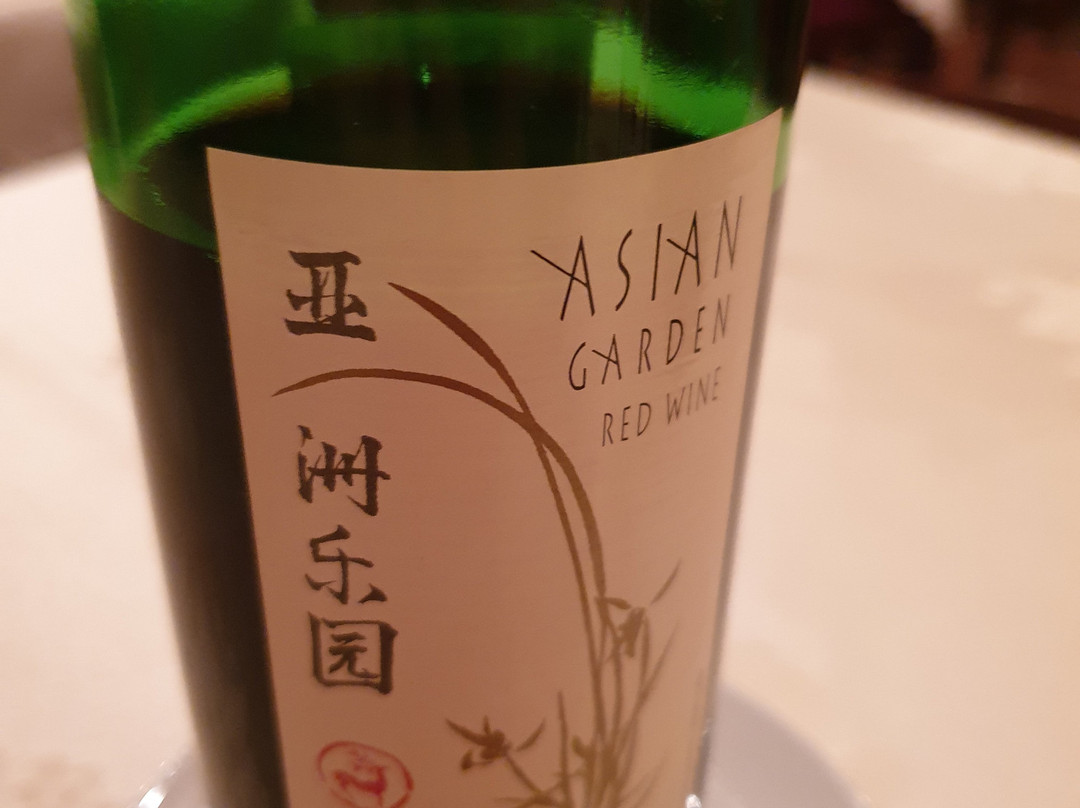 亚洲乐园
ASIAN
GARDEN
RED WINE